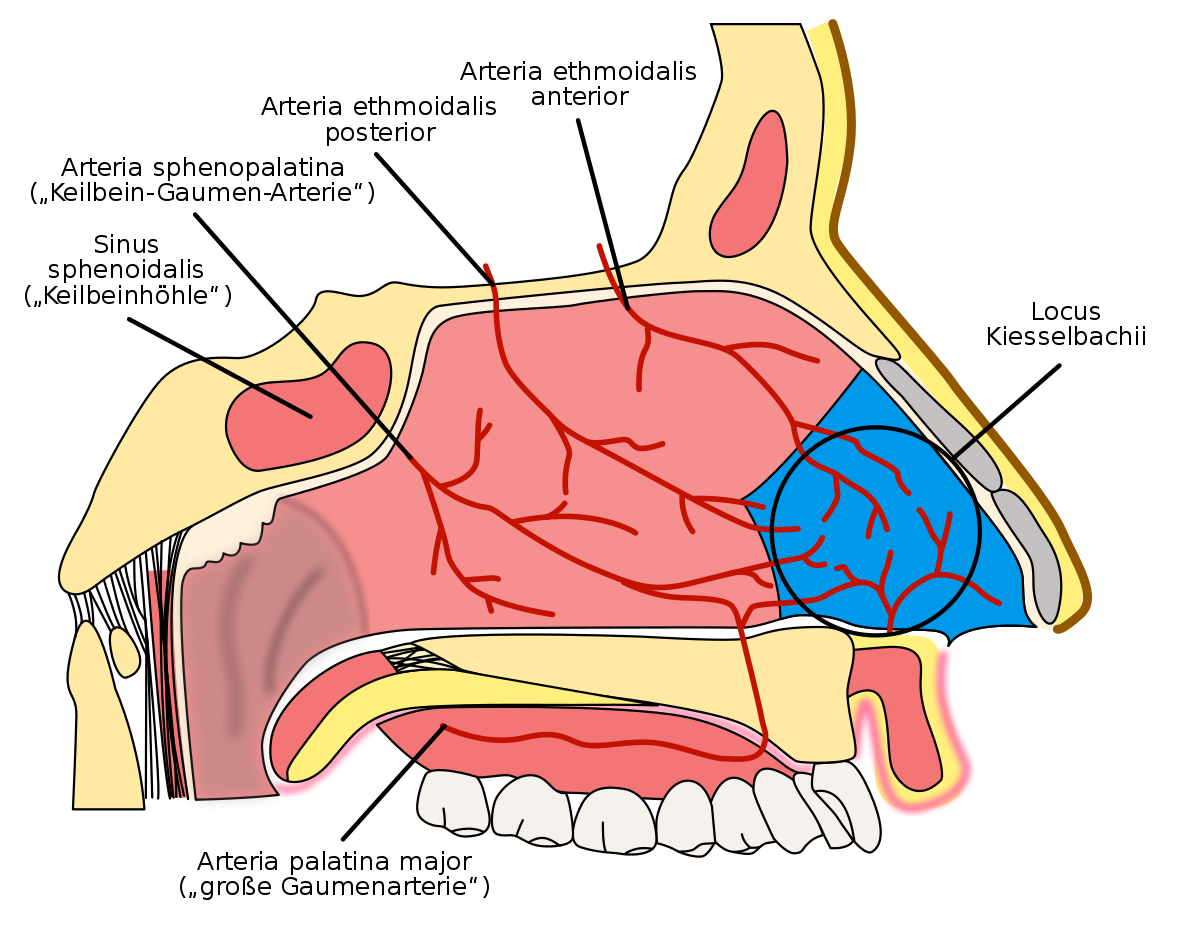 Arteria ethmoidalis
anterior
Arteria ethmoidalis
posterior
Arteria sphenopalatina
(„Keilbein-Gaumen-Arterie“)
Sinus
sphenoidalis
(„Keilbeinhöhle“)
Locus
Kiesselbachii
Arteria palatina major
(„große Gaumenarterie“)